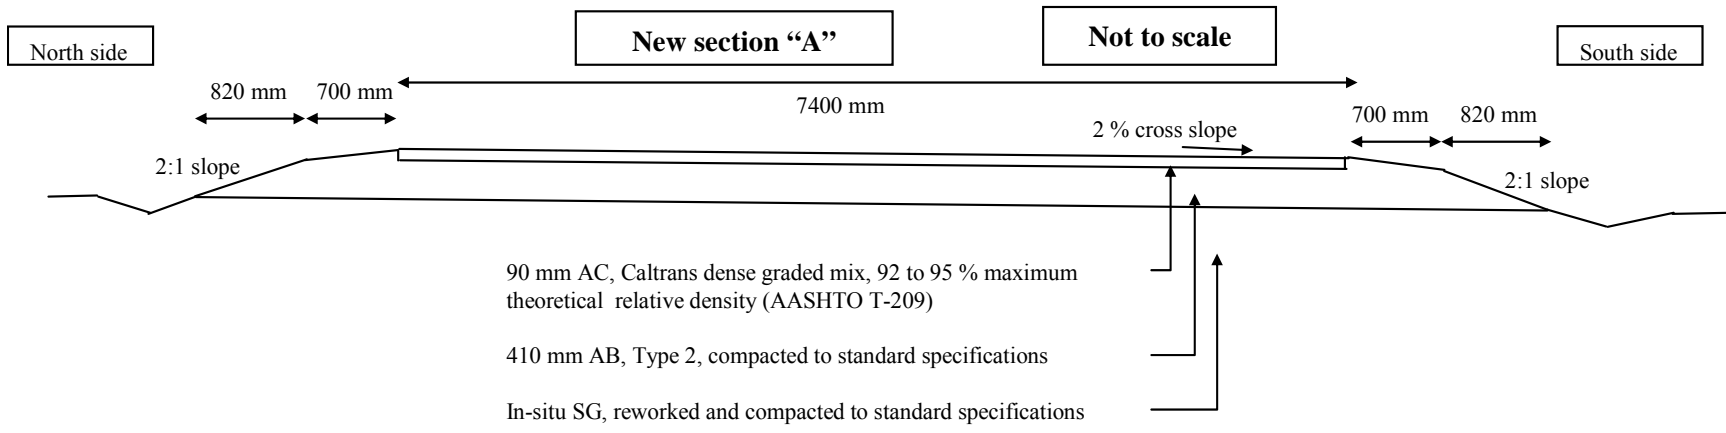 North side
New section “A”
Not to scale
South side
820 mm
700 mm
7400 mm
700 mm
820 mm
2 % cross slope
2:1 slope
2:1 slope
90 mm AC, Caltrans dense graded mix, 92 to 95 % maximum
theoretical relative density (AASHTO T-209)
410 mm AB, Type 2, compacted to standard specifications
In-situ SG, reworked and compacted to standard specifications